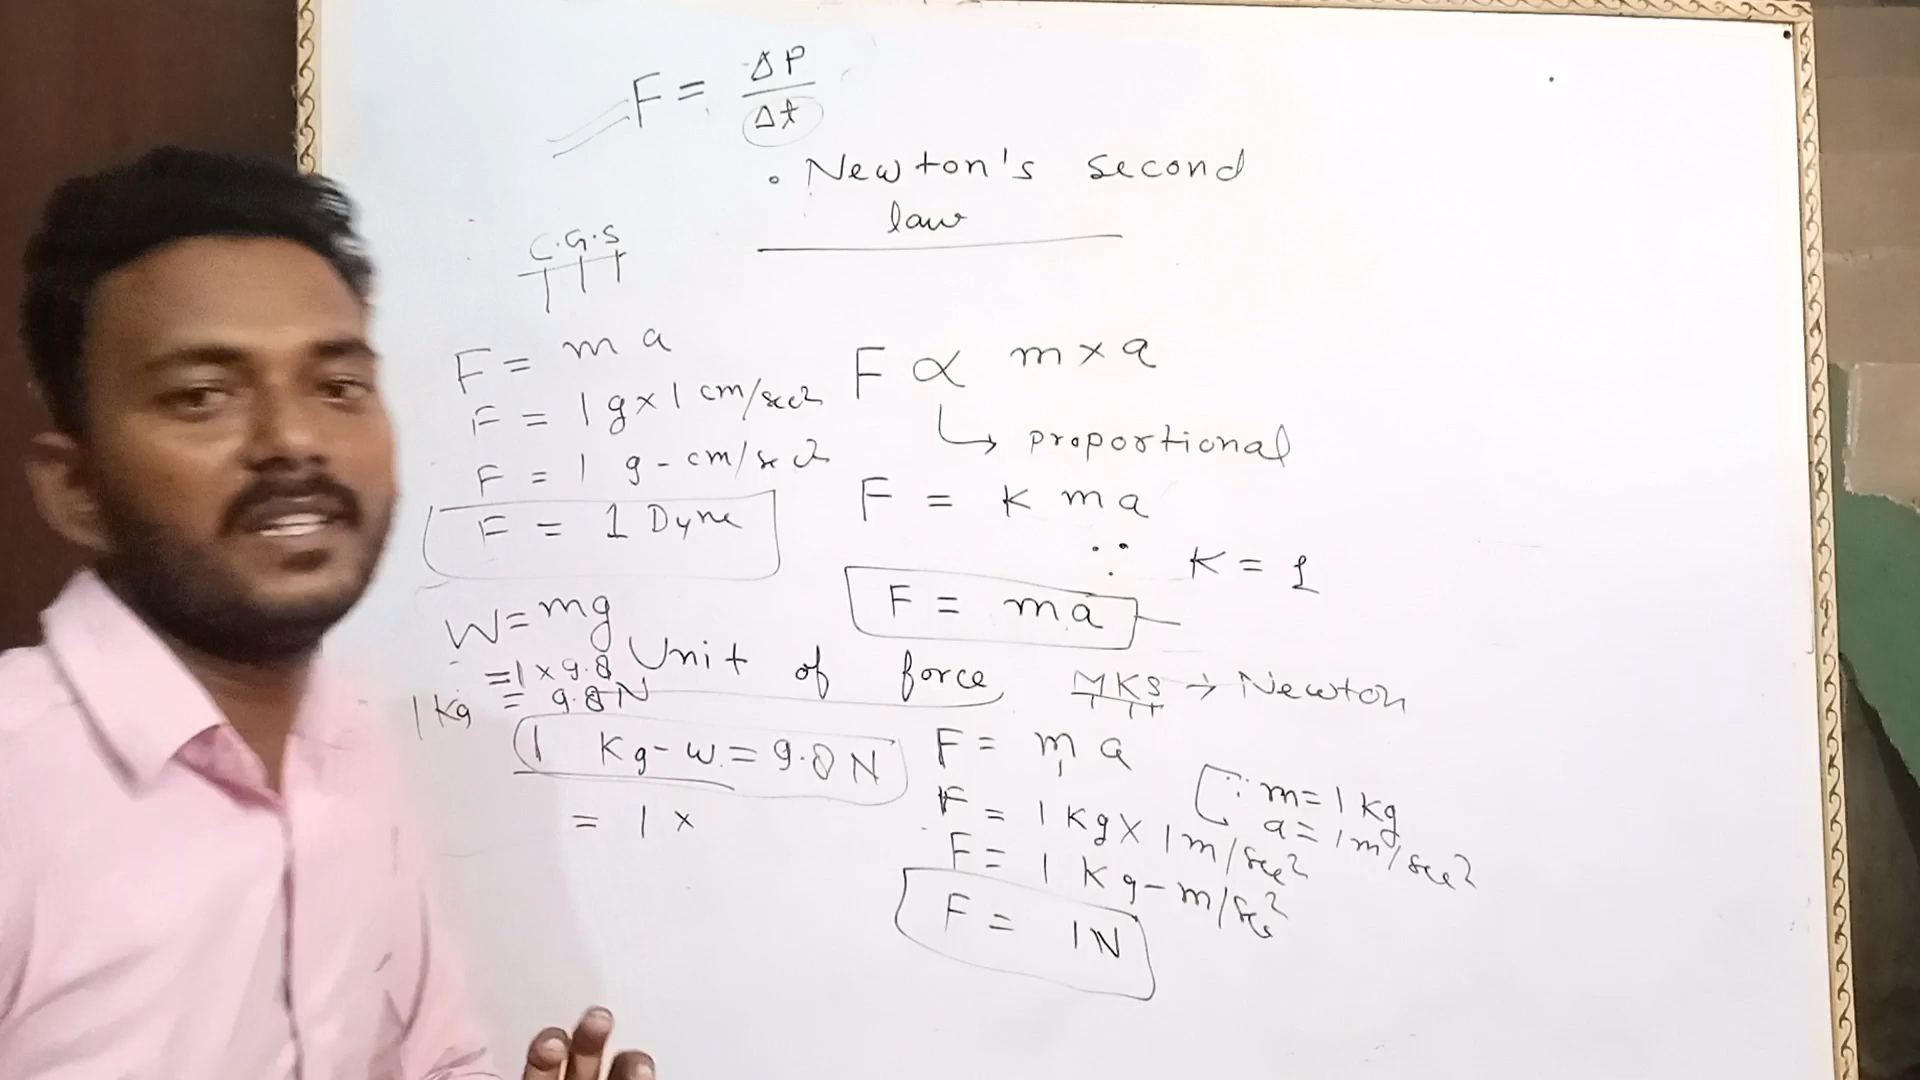 F = ΔP / Δt
• Newton's second
law
C.G.S
F = m a
F = 1 g x 1 cm/sec2
F = 1 g - cm/sec2
F = 1 Dyne
F ∝ m x a
↳ proportional
F = K m a
∵ K = 1
F = ma
W = mg
= 1 x 9.8
1 Kg = 9.8N
1 Kg-w = 9.8 N
= 1 x
Unit of force MKS → Newton
F = m a
∵ m = 1 kg
a = 1 m/sec2
F = 1 Kg x 1 m/sec2
F = 1 Kg - m/sec2
F = 1N